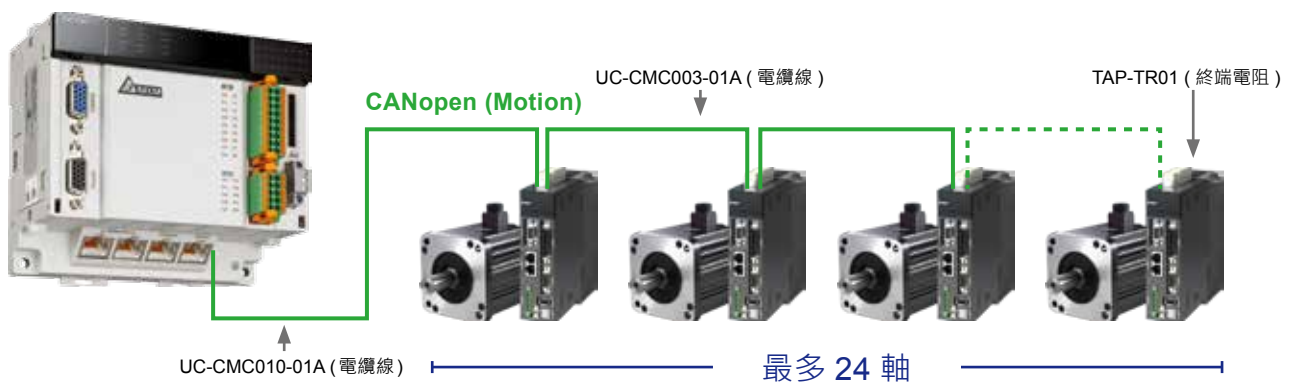 UC-CMC003-01A ( 電纜線 )
TAP-TR01 ( 終端電阻 )
CANopen (Motion)
UC-CMC010-01A ( 電纜線 )
最多 24 軸